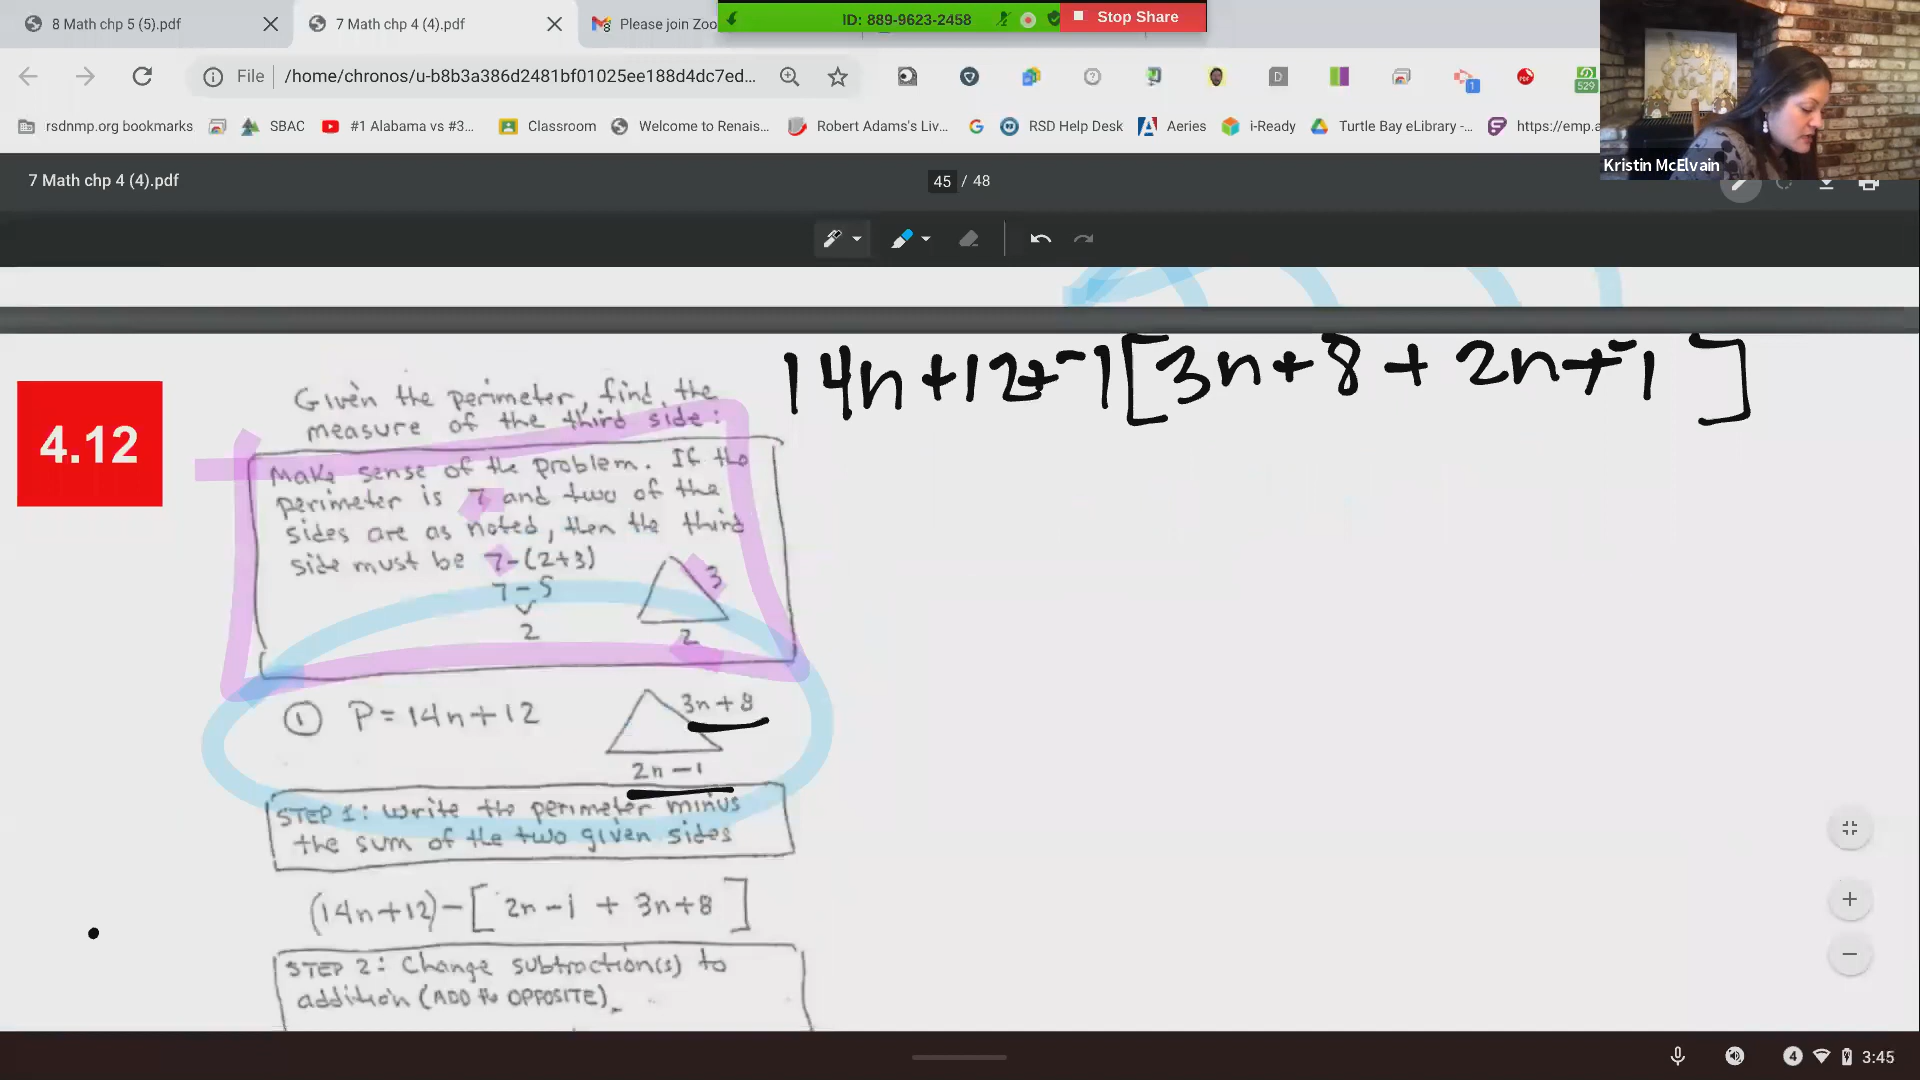 8 Math chp 5 (5).pdf
7 Math chp 4 (4).pdf
Please join Zoo
ID: 889-9623-2458
Stop Share
File
/home/chronos/u-b8b3a386d2481bf01025ee188d4dc7ed...
D
1
PDF
529
rsdnmp.org bookmarks
SBAC
#1 Alabama vs #3...
Classroom
Welcome to Renais...
Robert Adams's Liv...
RSD Help Desk
Aeries
i-Ready
Turtle Bay eLibrary -...
https://emp.a
Kristin McElvain
7 Math chp 4 (4).pdf
45 / 48
14n+12+-1[3n+8+2n+-1]
4.12
Given the perimeter, find the
measure of the third side:
Make sense of the problem. If the
perimeter is 7 and two of the
sides are as noted, then the third
side must be 7-(2+3)
7-5
2
3
2
① P=14n+12
3n+8
2n-1
STEP 1: Write the perimeter minus
the sum of the two given sides
(14n+12)-[2n-1 + 3n+8]
STEP 2: Change subtraction(s) to
addition (ADD the OPPOSITE)
4
3:45